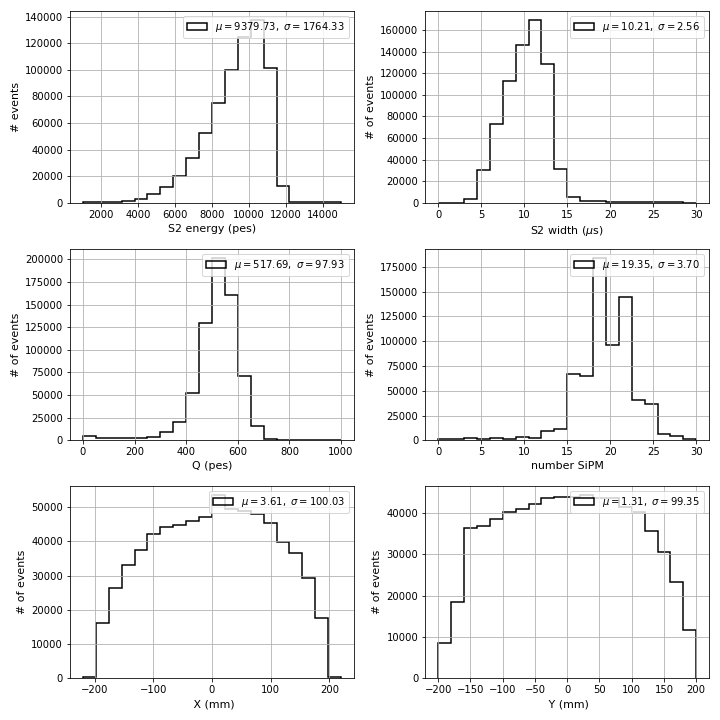 μ = 9379.73, σ = 1764.33
# events
140000
120000
100000
80000
60000
40000
20000
0
2000 4000 6000 8000 10000 12000 14000
S2 energy (pes)
μ = 10.21, σ = 2.56
# of events
160000
140000
120000
100000
80000
60000
40000
20000
0
0 5 10 15 20 25 30
S2 width (μs)
μ = 517.69, σ = 97.93
# of events
200000
175000
150000
125000
100000
75000
50000
25000
0
0 200 400 600 800 1000
Q (pes)
μ = 19.35, σ = 3.70
# of events
175000
150000
125000
100000
75000
50000
25000
0
0 5 10 15 20 25 30
number SiPM
μ = 3.61, σ = 100.03
# of events
50000
40000
30000
20000
10000
0
−200 −100 0 100 200
X (mm)
μ = 1.31, σ = 99.35
# of events
40000
30000
20000
10000
0
−200 −150 −100 −50 0 50 100 150 200
Y (mm)